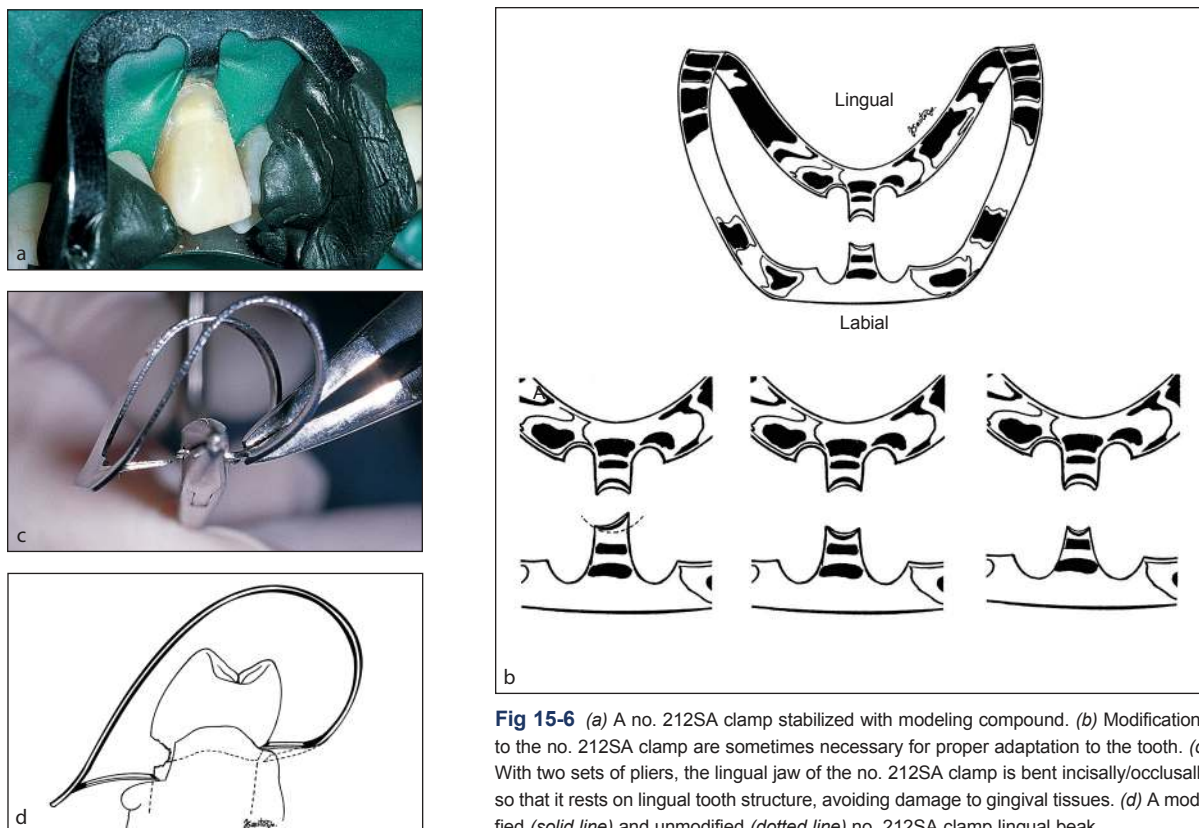 a
Lingual
Labial
A
b
c
d
Fig 15-6 (a) A no. 212SA clamp stabilized with modeling compound. (b) Modification
to the no. 212SA clamp are sometimes necessary for proper adaptation to the tooth. (c
With two sets of pliers, the lingual jaw of the no. 212SA clamp is bent incisally/occlusall
so that it rests on lingual tooth structure, avoiding damage to gingival tissues. (d) A mod
fied (solid line) and unmodified (dotted line) no. 212SA clamp lingual beak.